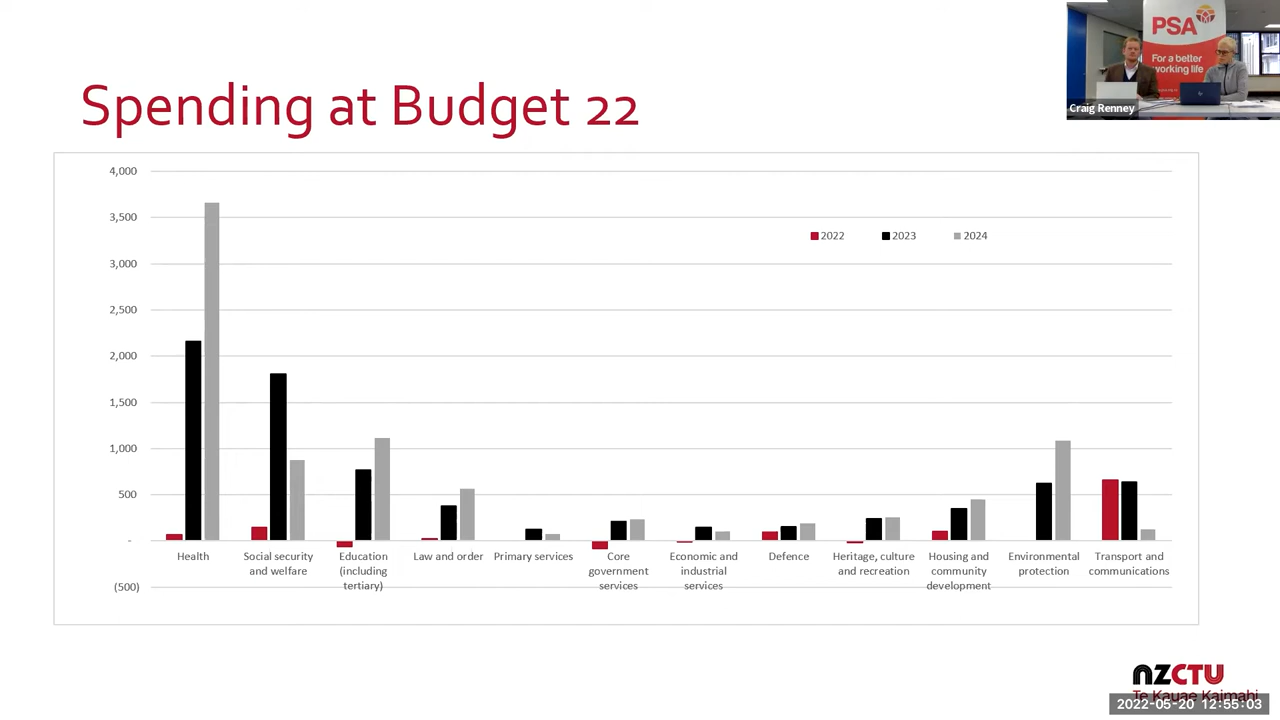 PSA
For a better
working life
Craig Renney
Spending at Budget 22
4,000
3,500
3,000
2,500
2,000
1,500
1,000
500
-
(500)
2022 2023 2024
Health
Social security
and welfare
Education
(including
tertiary)
Law and order
Primary services
Core
government
services
Economic and
industrial
services
Defence
Heritage, culture
and recreation
Housing and
community
development
Environmental
protection
Transport and
communications
NZCTU
Te Kauae Kaimahi
2022-05-20 12:55:03